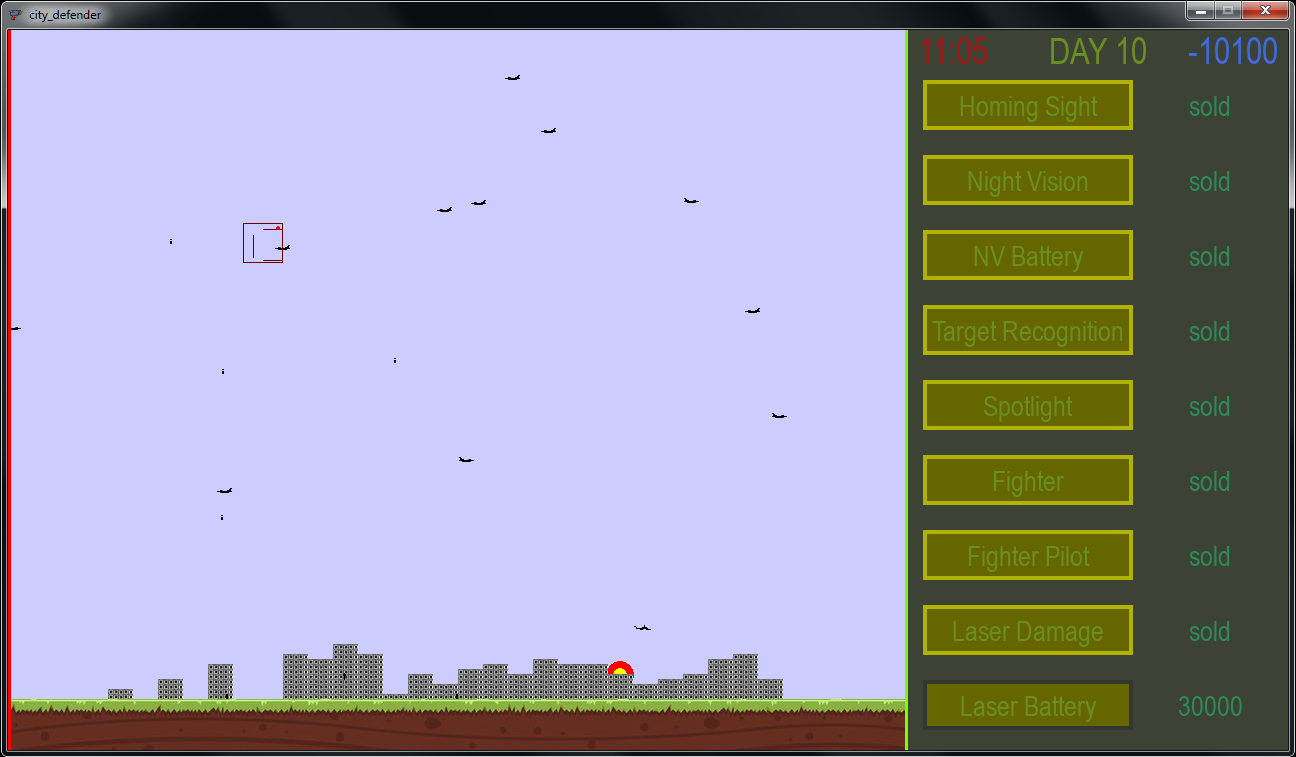 city_defender
11:05 DAY 10 -10100
Homing Sight sold
Night Vision sold
NV Battery sold
Target Recognition sold
Spotlight sold
Fighter sold
Fighter Pilot sold
Laser Damage sold
Laser Battery 30000